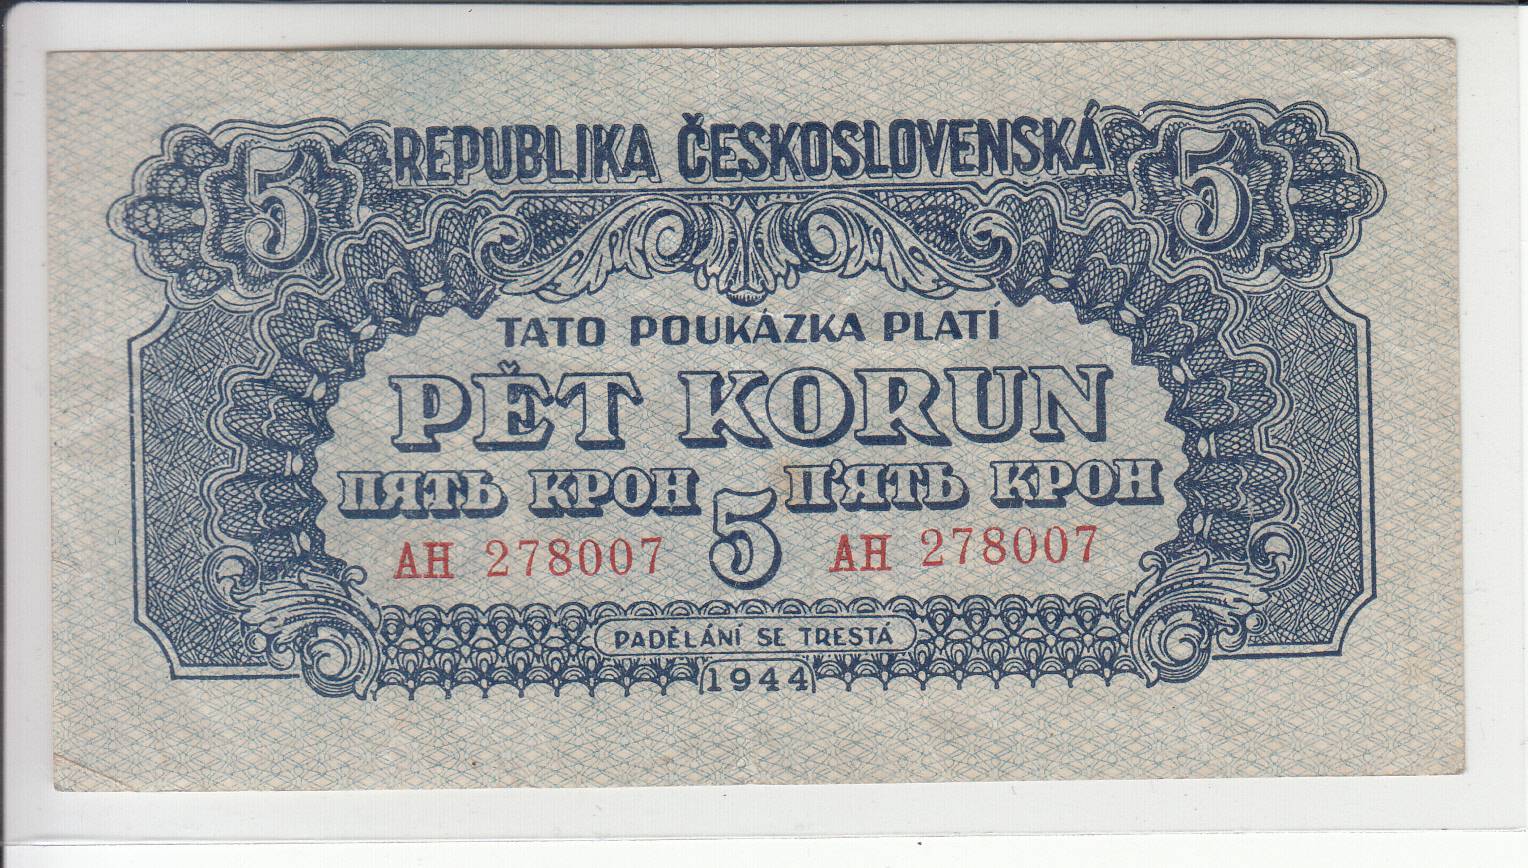 5 REPUBLIKA ČESKOSLOVENSKÁ 5
TATO POUKÁZKA PLATÍ
PĚT KORUN
ПЯТЬ КРОН П'ЯТЬ КРОН
АН 278007 5 АН 278007
PADĚLÁNÍ SE TRESTÁ
1944